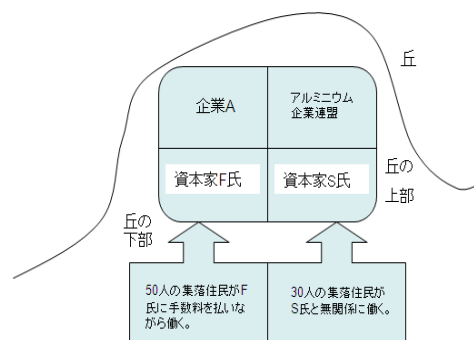 丘
企業A
アルミニウム
企業連盟
資本家F氏
資本家S氏
丘の
上部
丘の
下部
50人の集落住民がF
氏に手数料を払いな
がら働く。
30人の集落住民が
S氏と無関係に働く。